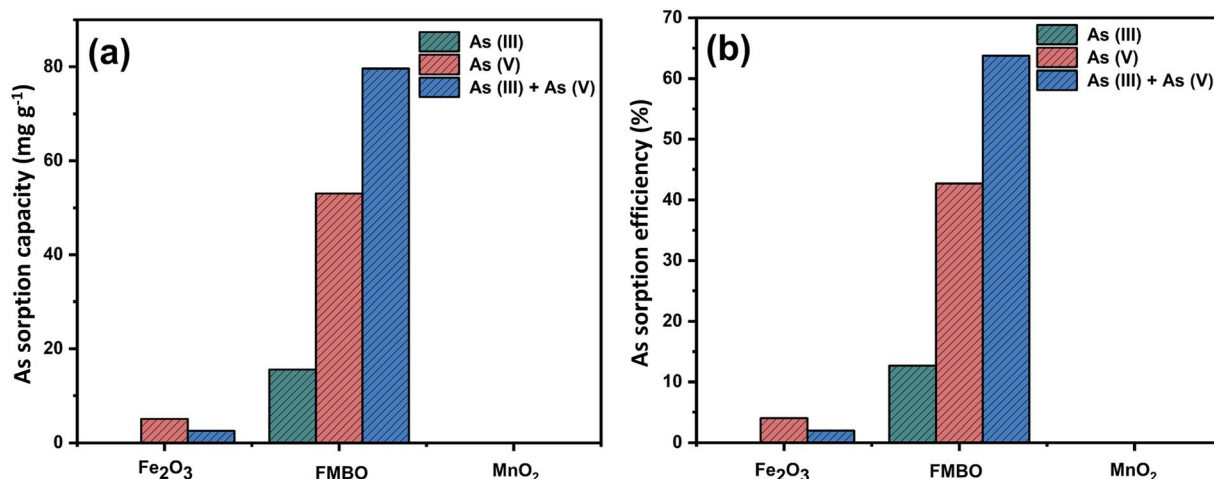 (a)
As (III)
As (V)
As (III) + As (V)
As sorption capacity (mg g⁻¹)
80
60
40
20
0
Fe₂O₃
FMBO
MnO₂
(b)
As (III)
As (V)
As (III) + As (V)
As sorption efficiency (%)
70
60
50
40
30
20
10
0
Fe₂O₃
FMBO
MnO₂